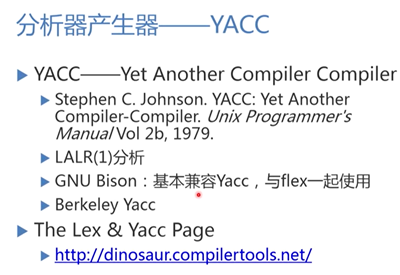 分析器产生器——YACC
YACC——Yet Another Compiler Compiler
Stephen C. Johnson. YACC: Yet Another
Compiler-Compiler. Unix Programmer's
Manual Vol 2b, 1979.
LALR(1)分析
GNU Bison：基本兼容Yacc，与flex一起使用
Berkeley Yacc
The Lex & Yacc Page
http://dinosaur.compilertools.net/